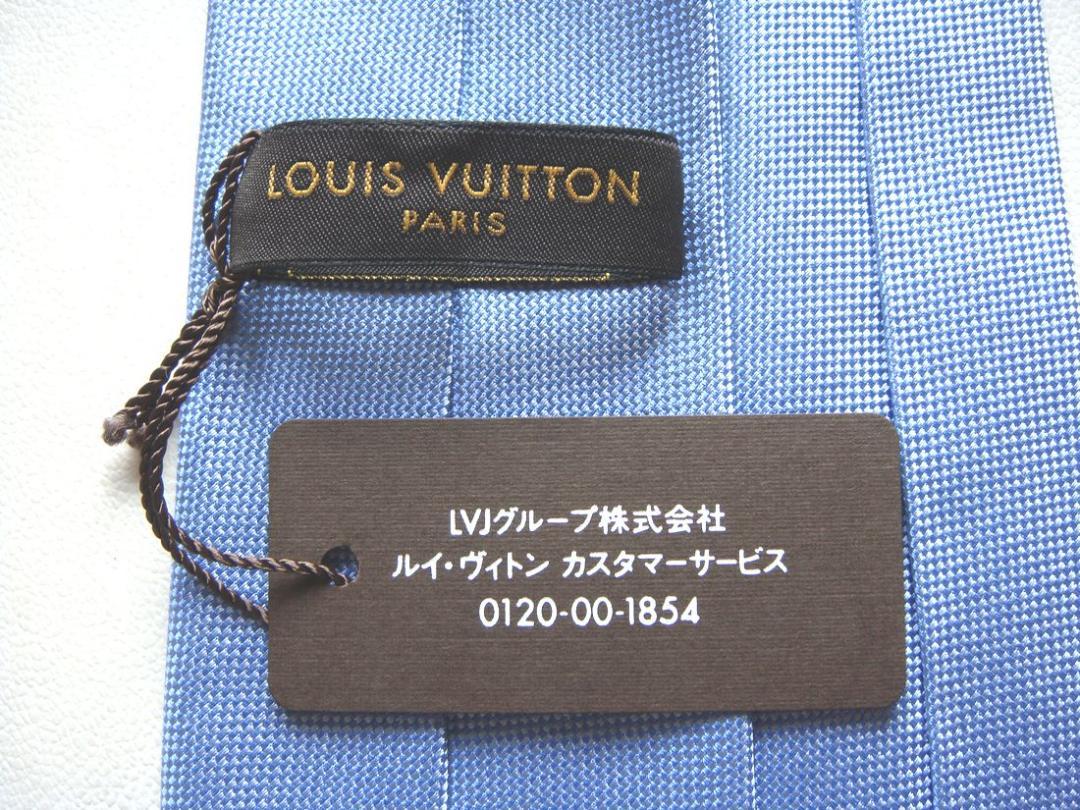 LOUIS VUITTON
PARIS
LVJグループ株式会社
ルイ・ヴィトン カスタマーサービス
0120-00-1854